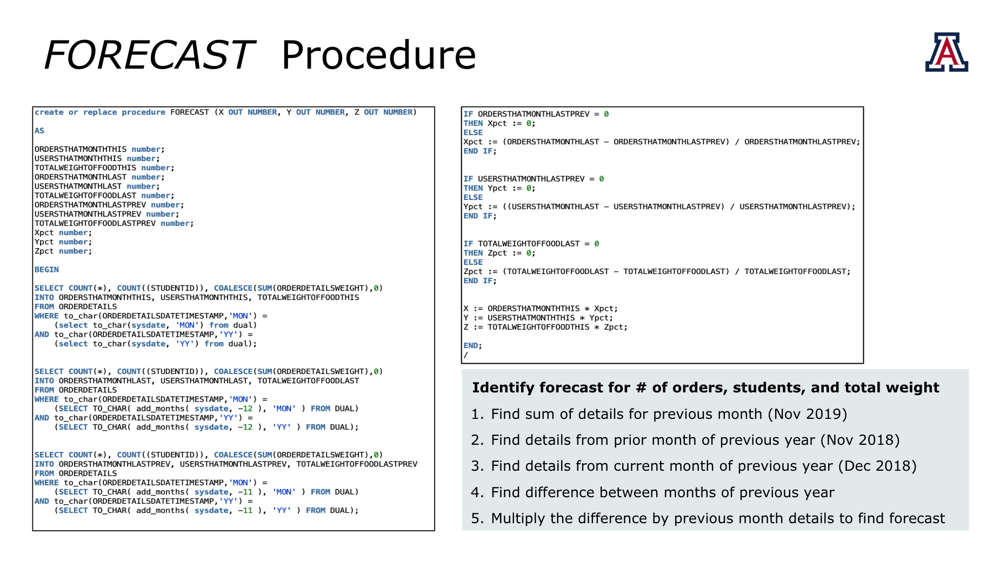 FORECAST Procedure
A
create or replace procedure FORECAST (X OUT NUMBER, Y OUT NUMBER, Z OUT NUMBER)
AS
ORDERSTHATMONTHTHIS number;
USERSTHATMONTHTHIS number;
TOTALWEIGHTOFFOODTHIS number;
ORDERSTHATMONTHLAST number;
USERSTHATMONTHLAST number;
TOTALWEIGHTOFFOODLAST number;
ORDERSTHATMONTHLASTPREV number;
USERSTHATMONTHLASTPREV number;
TOTALWEIGHTOFFOODLASTPREV number;
Xpct number;
Ypct number;
Zpct number;
BEGIN
SELECT COUNT(*), COUNT((STUDENTID)), COALESCE(SUM(ORDERDETAILSWEIGHT),0)
INTO ORDERSTHATMONTHTHIS, USERSTHATMONTHTHIS, TOTALWEIGHTOFFOODTHIS
FROM ORDERDETAILS
WHERE to_char(ORDERDETAILSDATETIMESTAMP,'MON') =
(select to_char(sysdate, 'MON') from dual)
AND to_char(ORDERDETAILSDATETIMESTAMP,'YY') =
(select to_char(sysdate, 'YY') from dual);
SELECT COUNT(*), COUNT((STUDENTID)), COALESCE(SUM(ORDERDETAILSWEIGHT),0)
INTO ORDERSTHATMONTHLAST, USERSTHATMONTHLAST, TOTALWEIGHTOFFOODLAST
FROM ORDERDETAILS
WHERE to_char(ORDERDETAILSDATETIMESTAMP,'MON') =
(SELECT TO_CHAR( add_months( sysdate, −12 ), 'MON' ) FROM DUAL)
AND to_char(ORDERDETAILSDATETIMESTAMP,'YY') =
(SELECT TO_CHAR( add_months( sysdate, −12 ), 'YY' ) FROM DUAL);
SELECT COUNT(*), COUNT((STUDENTID)), COALESCE(SUM(ORDERDETAILSWEIGHT),0)
INTO ORDERSTHATMONTHLASTPREV, USERSTHATMONTHLASTPREV, TOTALWEIGHTOFFOODLASTPREV
FROM ORDERDETAILS
WHERE to_char(ORDERDETAILSDATETIMESTAMP,'MON') =
(SELECT TO_CHAR( add_months( sysdate, −11 ), 'MON' ) FROM DUAL)
AND to_char(ORDERDETAILSDATETIMESTAMP,'YY') =
(SELECT TO_CHAR( add_months( sysdate, −11 ), 'YY' ) FROM DUAL);
IF ORDERSTHATMONTHLASTPREV = 0
THEN Xpct := 0;
ELSE
Xpct := (ORDERSTHATMONTHLAST − ORDERSTHATMONTHLASTPREV) / ORDERSTHATMONTHLASTPREV;
END IF;
IF USERSTHATMONTHLASTPREV = 0
THEN Ypct := 0;
ELSE
Ypct := ((USERSTHATMONTHLAST − USERSTHATMONTHLASTPREV) / USERSTHATMONTHLASTPREV);
END IF;
IF TOTALWEIGHTOFFOODLAST = 0
THEN Zpct := 0;
ELSE
Zpct := (TOTALWEIGHTOFFOODLAST − TOTALWEIGHTOFFOODLAST) / TOTALWEIGHTOFFOODLAST;
END IF;
X := ORDERSTHATMONTHTHIS * Xpct;
Y := USERSTHATMONTHTHIS * Ypct;
Z := TOTALWEIGHTOFFOODTHIS * Zpct;
END;
/
Identify forecast for # of orders, students, and total weight
1. Find sum of details for previous month (Nov 2019)
2. Find details from prior month of previous year (Nov 2018)
3. Find details from current month of previous year (Dec 2018)
4. Find difference between months of previous year
5. Multiply the difference by previous month details to find forecast